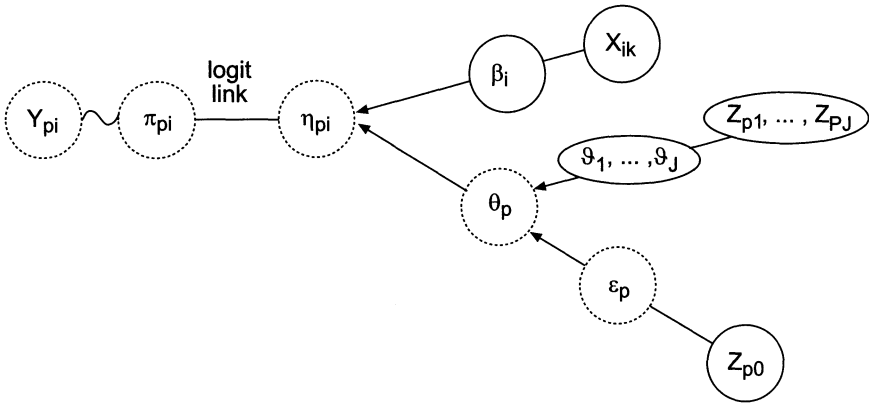 logit
link
Y_pi
π_pi
η_pi
β_i
X_ik
θ_p
ϑ_1, ... ,ϑ_J
Z_p1, ... , Z_PJ
ε_p
Z_p0